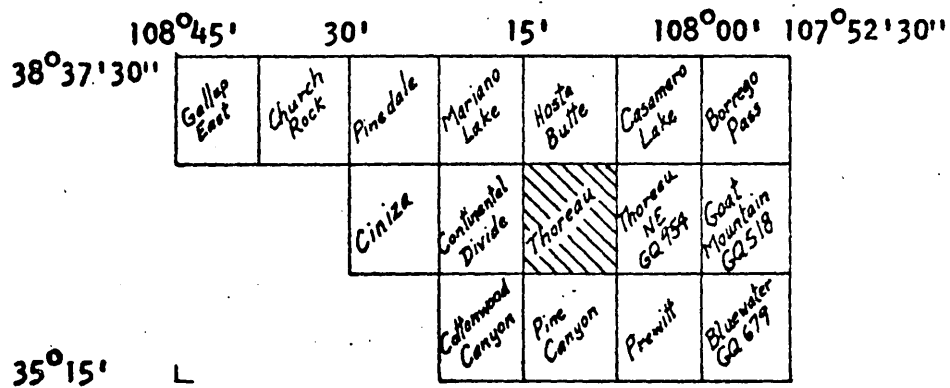 108°45' 30' 15' 108°00' 107°52'30"
38°37'30"
Gallup
East
Church
Rock
Pinedale
Mariano
Lake
Hosta
Butte
Casamero
Lake
Borrego
Pass
Ciniza
Continental
Divide
Thoreau
Thoreau
NE
GQ 954
Goat
Mountain
GQ 518
Cottonwood
Canyon
Pine
Canyon
Prewitt
Bluewater
GQ 679
35°15'